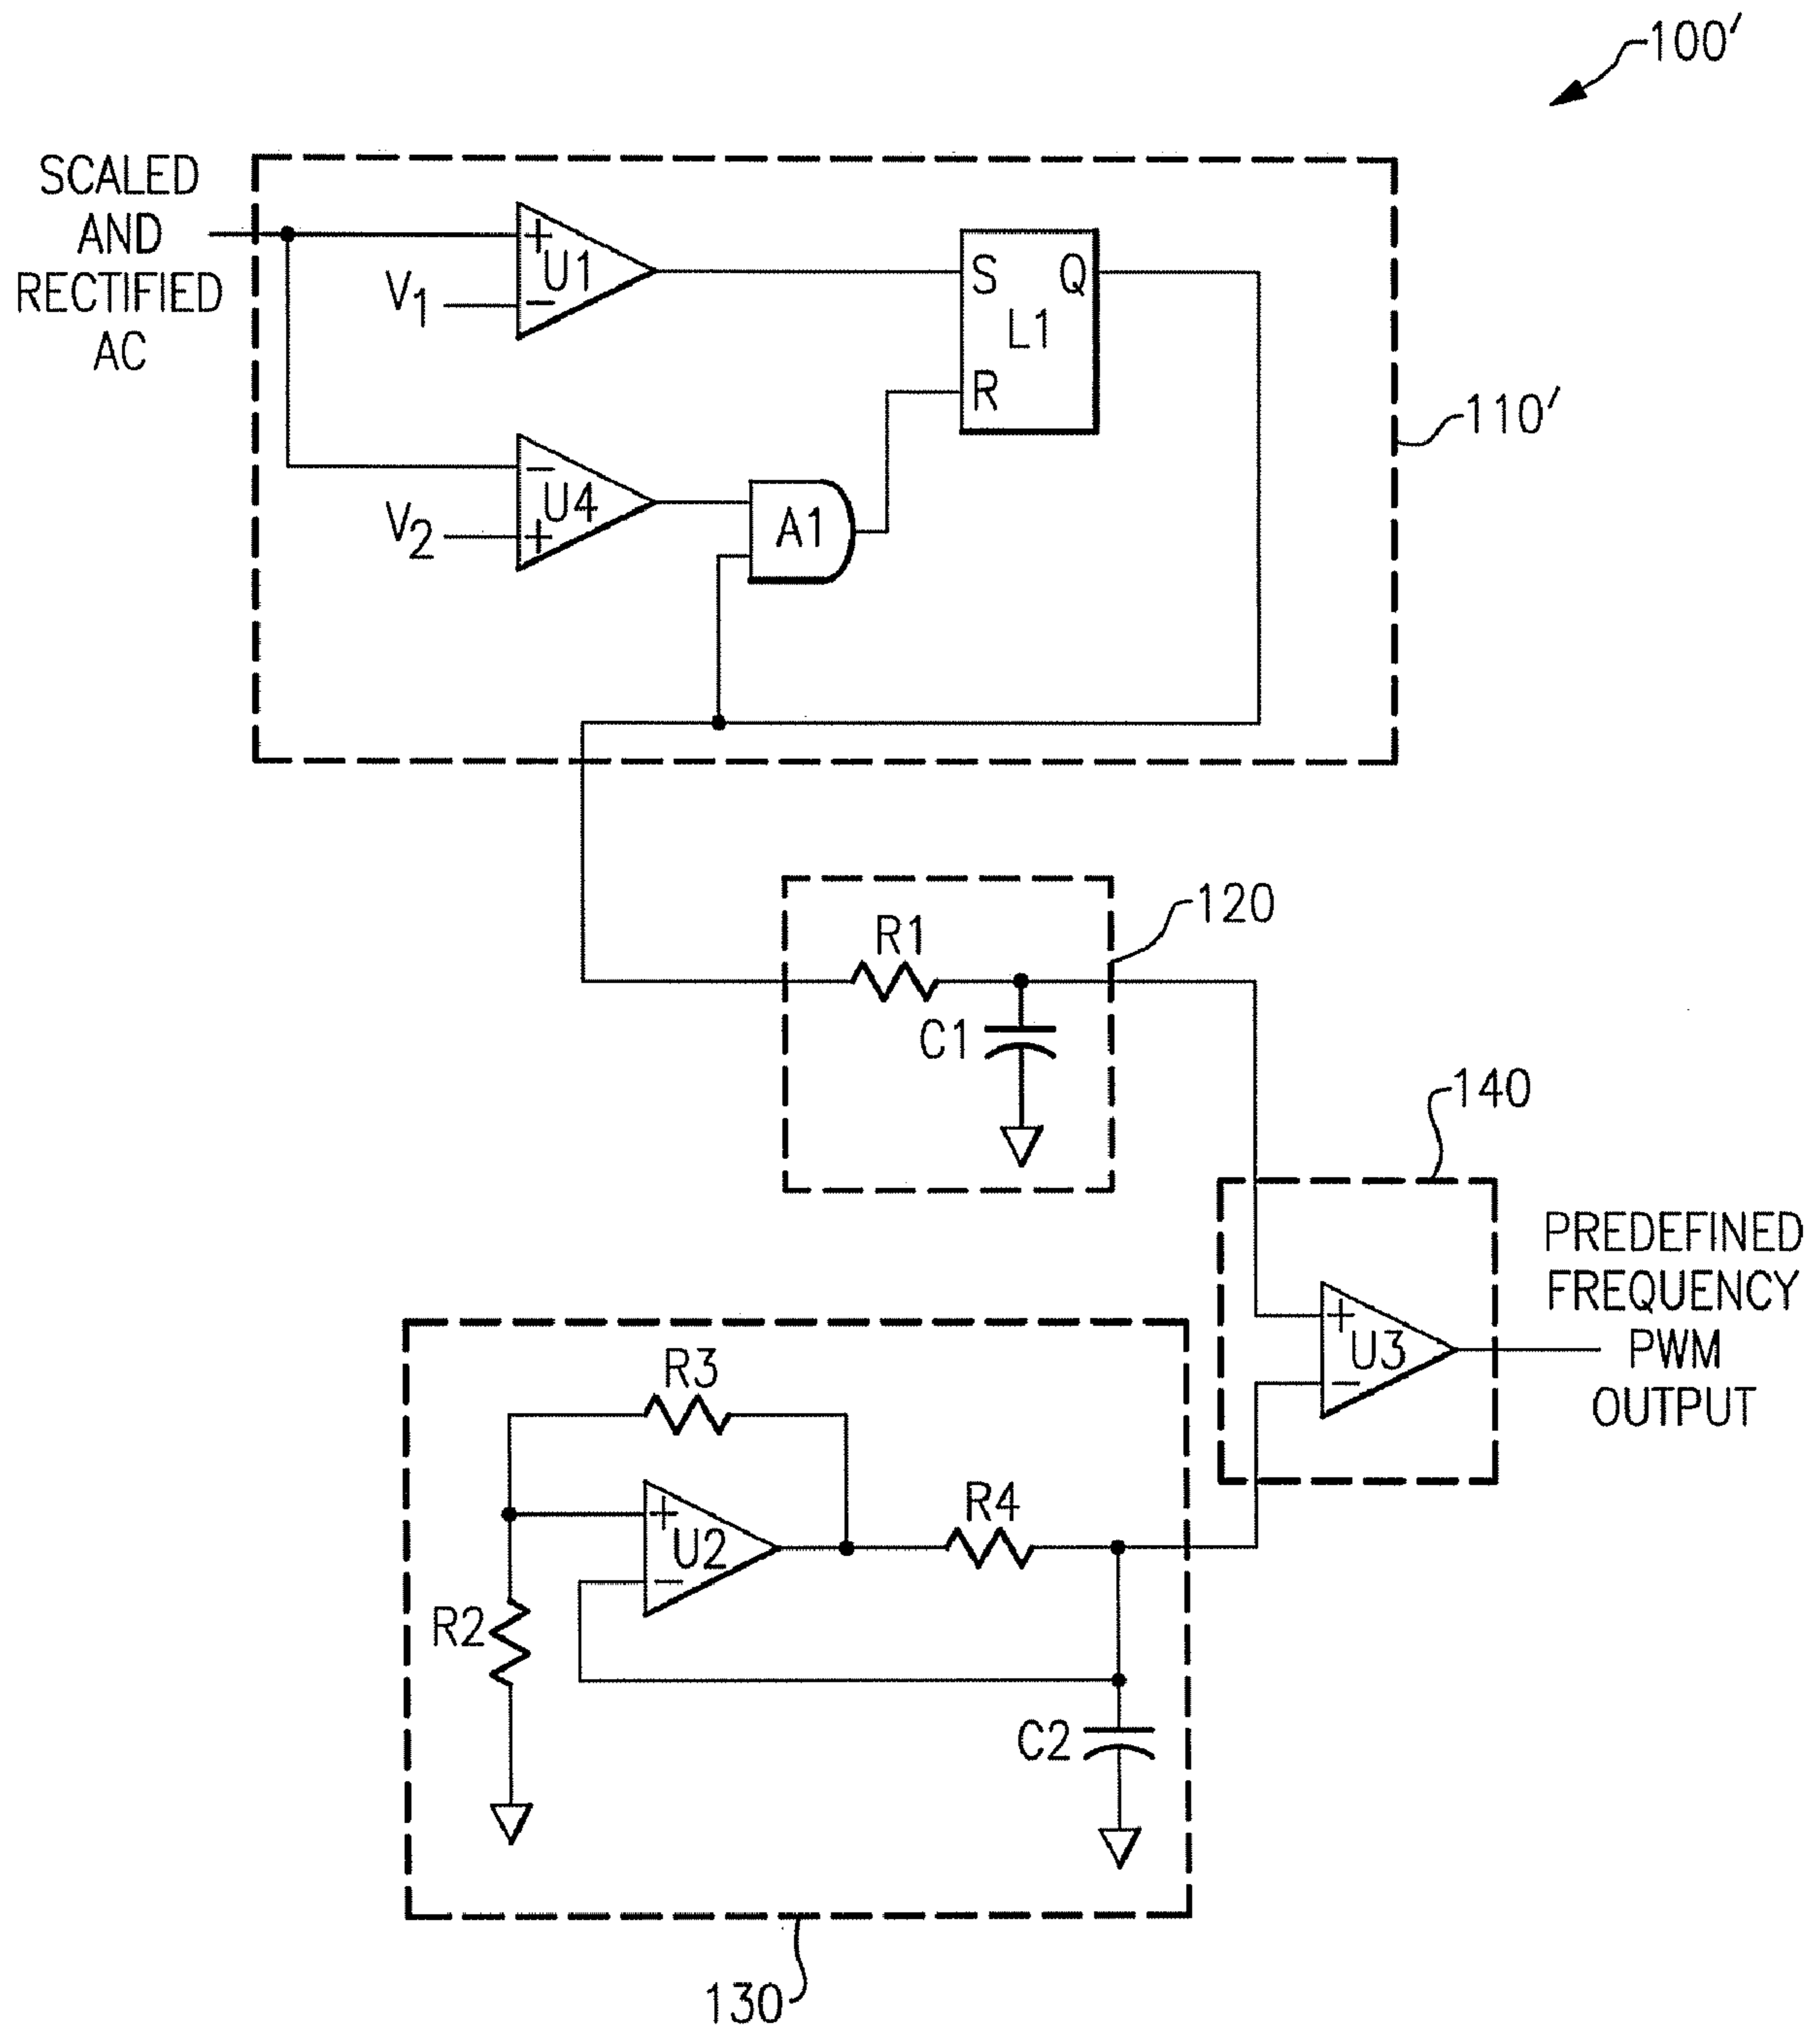 100′
SCALED
AND
RECTIFIED
AC
+
U1
−
V1
S Q
L1
R
110′
−
U4
+
V2
A1
120
R1
C1
140
+
U3
−
PREDEFINED
FREQUENCY
PWM
OUTPUT
R3
+
U2
−
R4
R2
C2
130